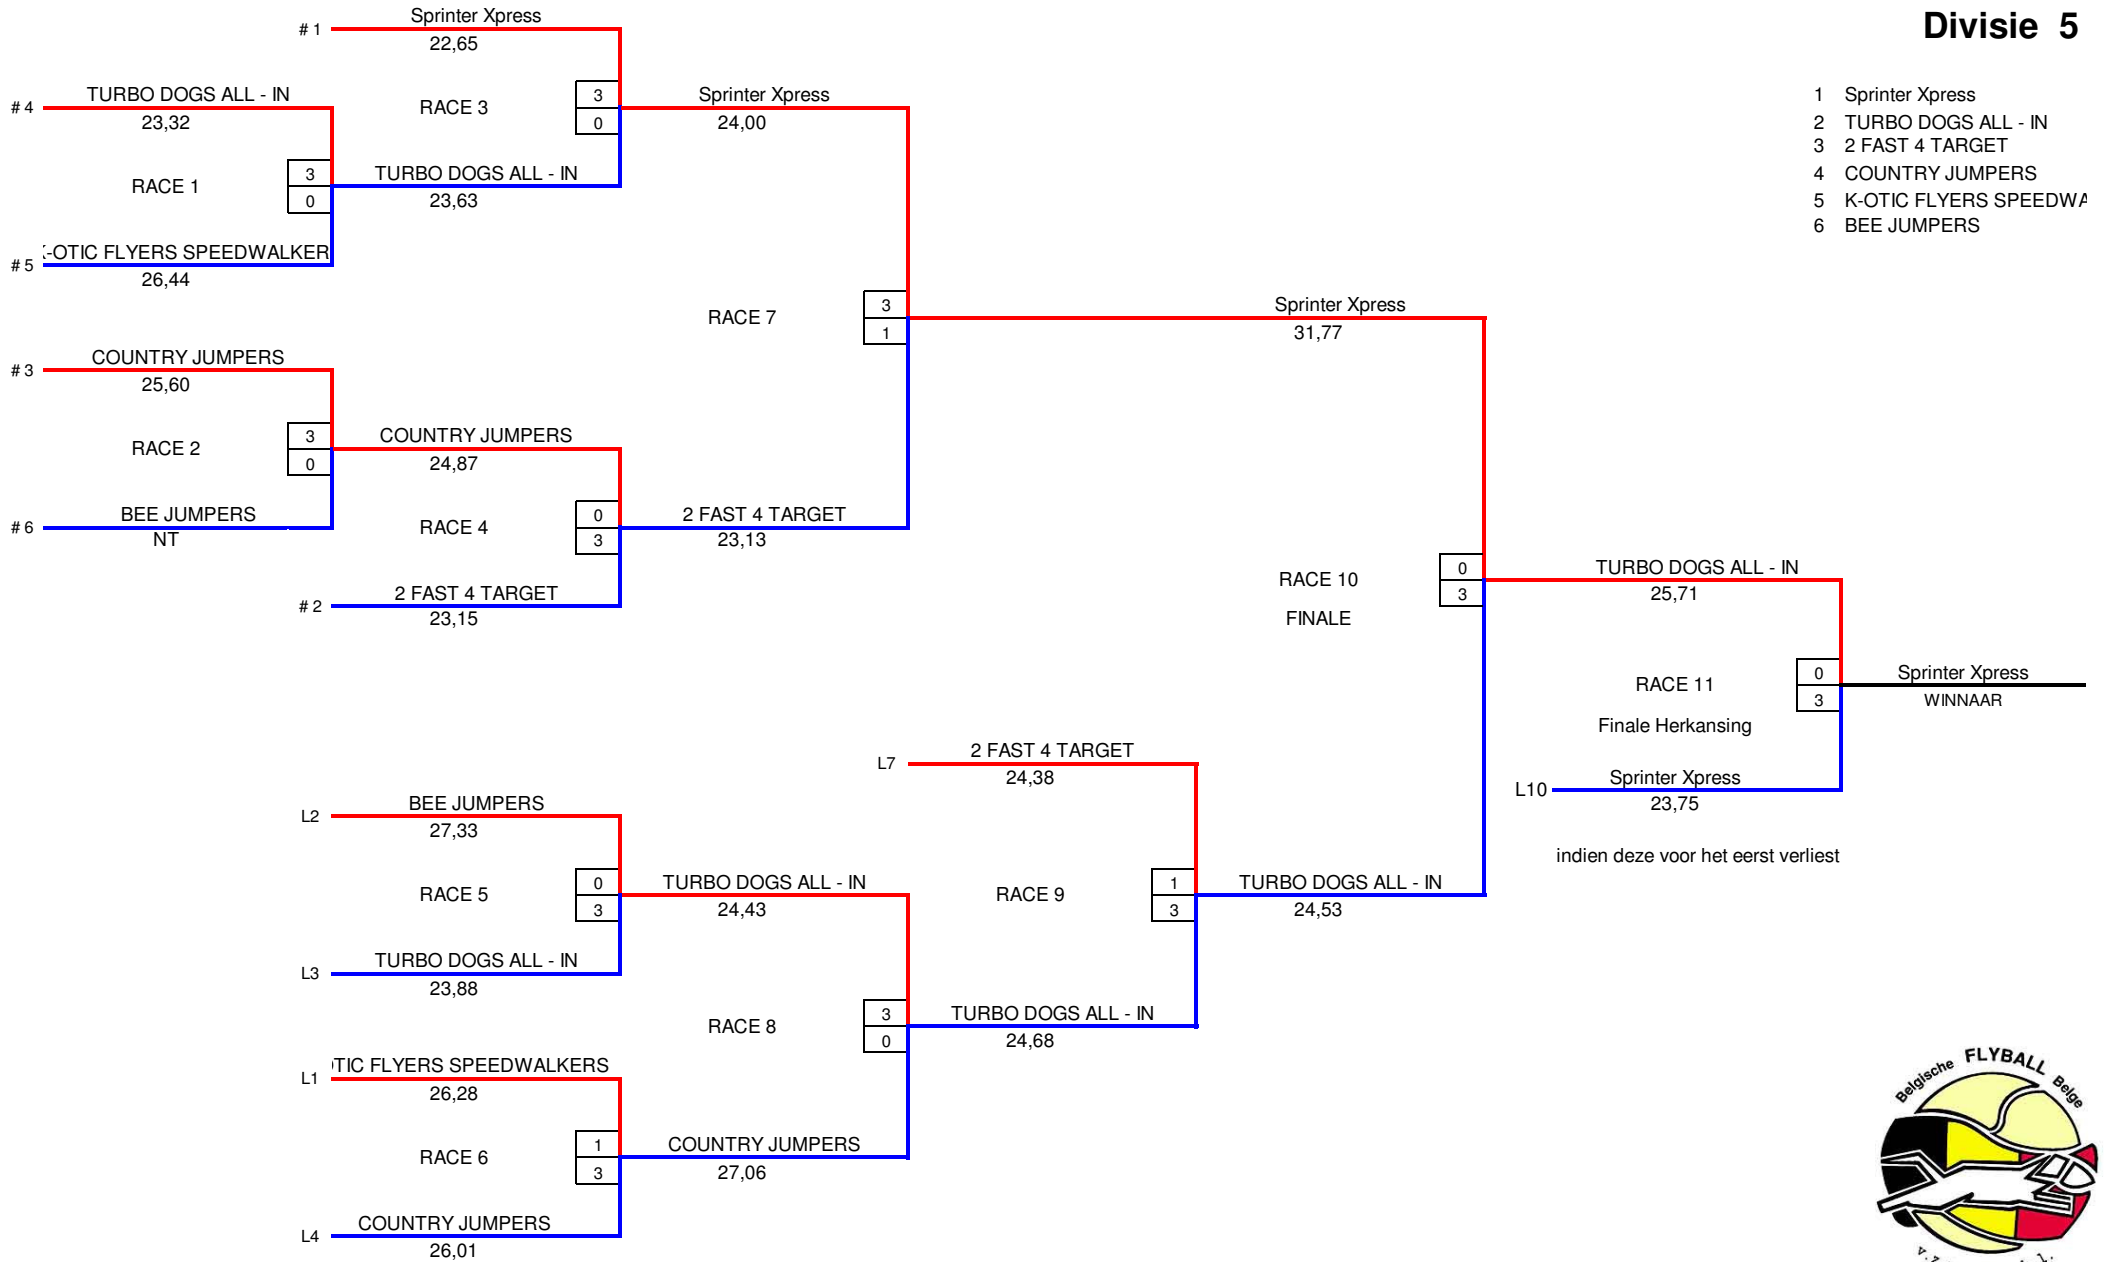 Divisie 5
1 Sprinter Xpress
2 TURBO DOGS ALL - IN
3 2 FAST 4 TARGET
4 COUNTRY JUMPERS
5 K-OTIC FLYERS SPEEDWA
6 BEE JUMPERS
# 1
Sprinter Xpress
22,65
# 4
TURBO DOGS ALL - IN
23,32
RACE 3
3
0
Sprinter Xpress
24,00
RACE 1
3
0
TURBO DOGS ALL - IN
23,63
# 5
-OTIC FLYERS SPEEDWALKER
26,44
RACE 7
3
1
Sprinter Xpress
31,77
# 3
COUNTRY JUMPERS
25,60
RACE 2
3
0
COUNTRY JUMPERS
24,87
# 6
BEE JUMPERS
NT
RACE 4
0
3
2 FAST 4 TARGET
23,13
# 2
2 FAST 4 TARGET
23,15
RACE 10
FINALE
0
3
TURBO DOGS ALL - IN
25,71
RACE 11
Finale Herkansing
0
3
Sprinter Xpress
WINNAAR
L10
Sprinter Xpress
23,75
indien deze voor het eerst verliest
L7
2 FAST 4 TARGET
24,38
L2
BEE JUMPERS
27,33
RACE 5
0
3
TURBO DOGS ALL - IN
24,43
RACE 9
1
3
TURBO DOGS ALL - IN
24,53
L3
TURBO DOGS ALL - IN
23,88
RACE 8
3
0
TURBO DOGS ALL - IN
24,68
L1
TIC FLYERS SPEEDWALKERS
26,28
RACE 6
1
3
COUNTRY JUMPERS
27,06
L4
COUNTRY JUMPERS
26,01
Belgische FLYBALL Belge